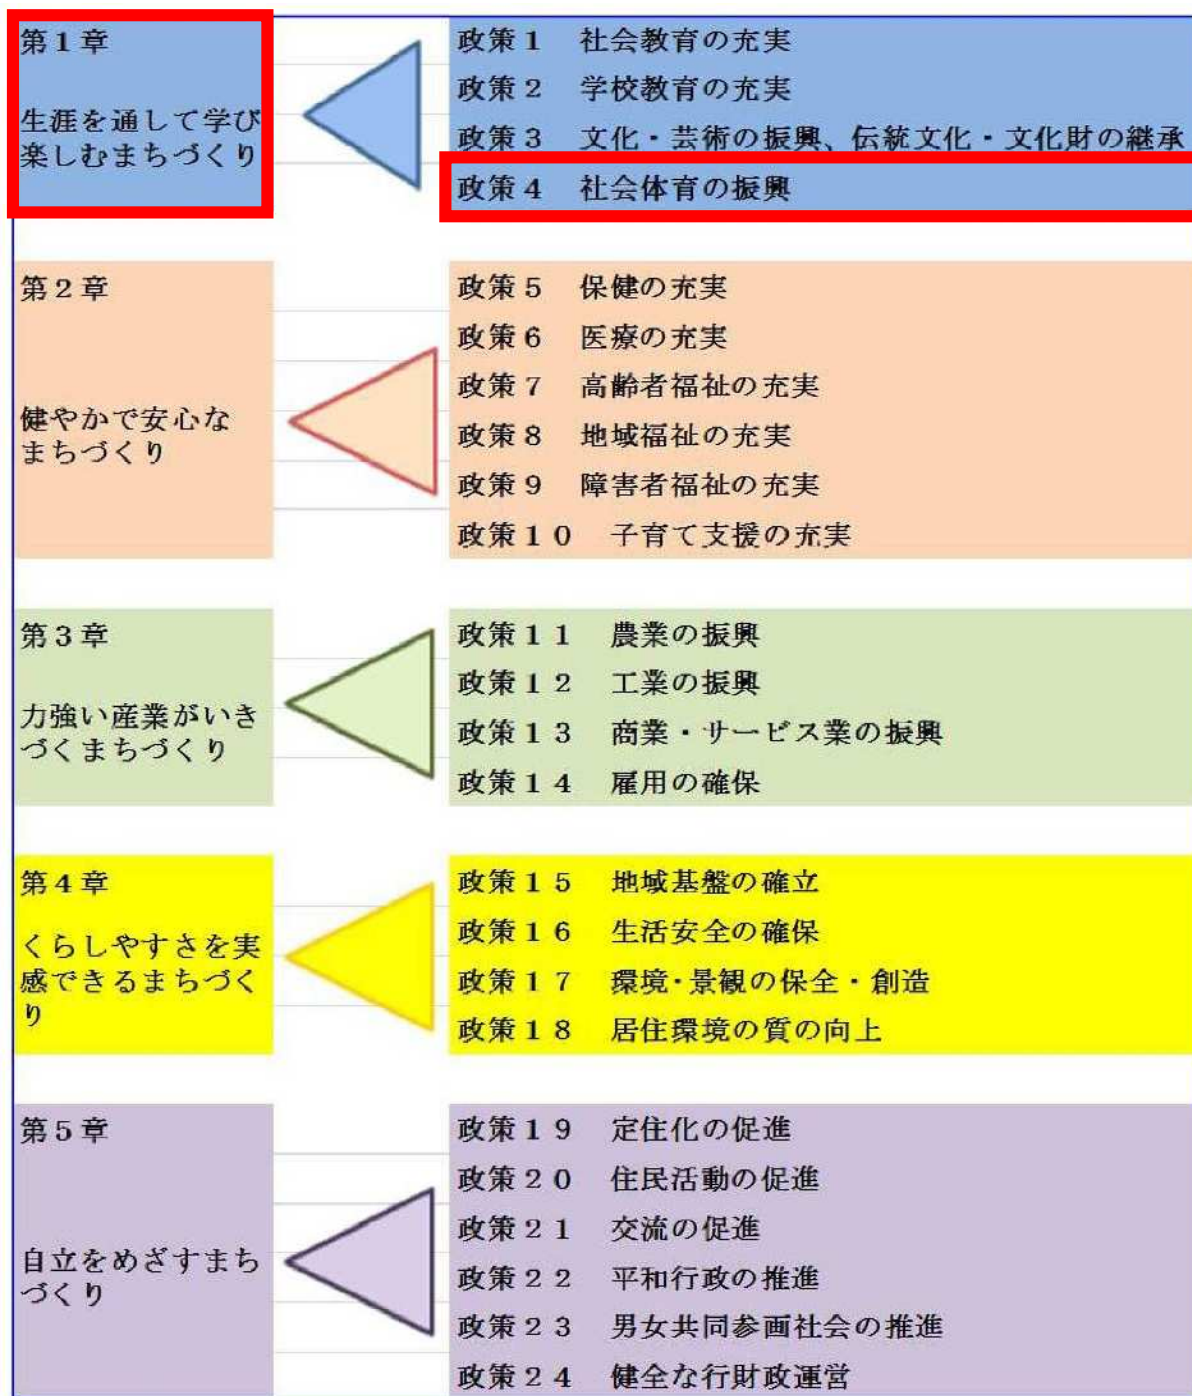 第１章
生涯を通して学び
楽しむまちづくり
政策１　社会教育の充実
政策２　学校教育の充実
政策３　文化・芸術の振興、伝統文化・文化財の継承
政策４　社会体育の振興
第２章
健やかで安心な
まちづくり
政策５　保健の充実
政策６　医療の充実
政策７　高齢者福祉の充実
政策８　地域福祉の充実
政策９　障害者福祉の充実
政策１０　子育て支援の充実
第３章
力強い産業がいき
づくまちづくり
政策１１　農業の振興
政策１２　工業の振興
政策１３　商業・サービス業の振興
政策１４　雇用の確保
第４章
くらしやすさを実
感できるまちづく
り
政策１５　地域基盤の確立
政策１６　生活安全の確保
政策１７　環境・景観の保全・創造
政策１８　居住環境の質の向上
第５章
自立をめざすまち
づくり
政策１９　定住化の促進
政策２０　住民活動の促進
政策２１　交流の促進
政策２２　平和行政の推進
政策２３　男女共同参画社会の推進
政策２４　健全な行財政運営